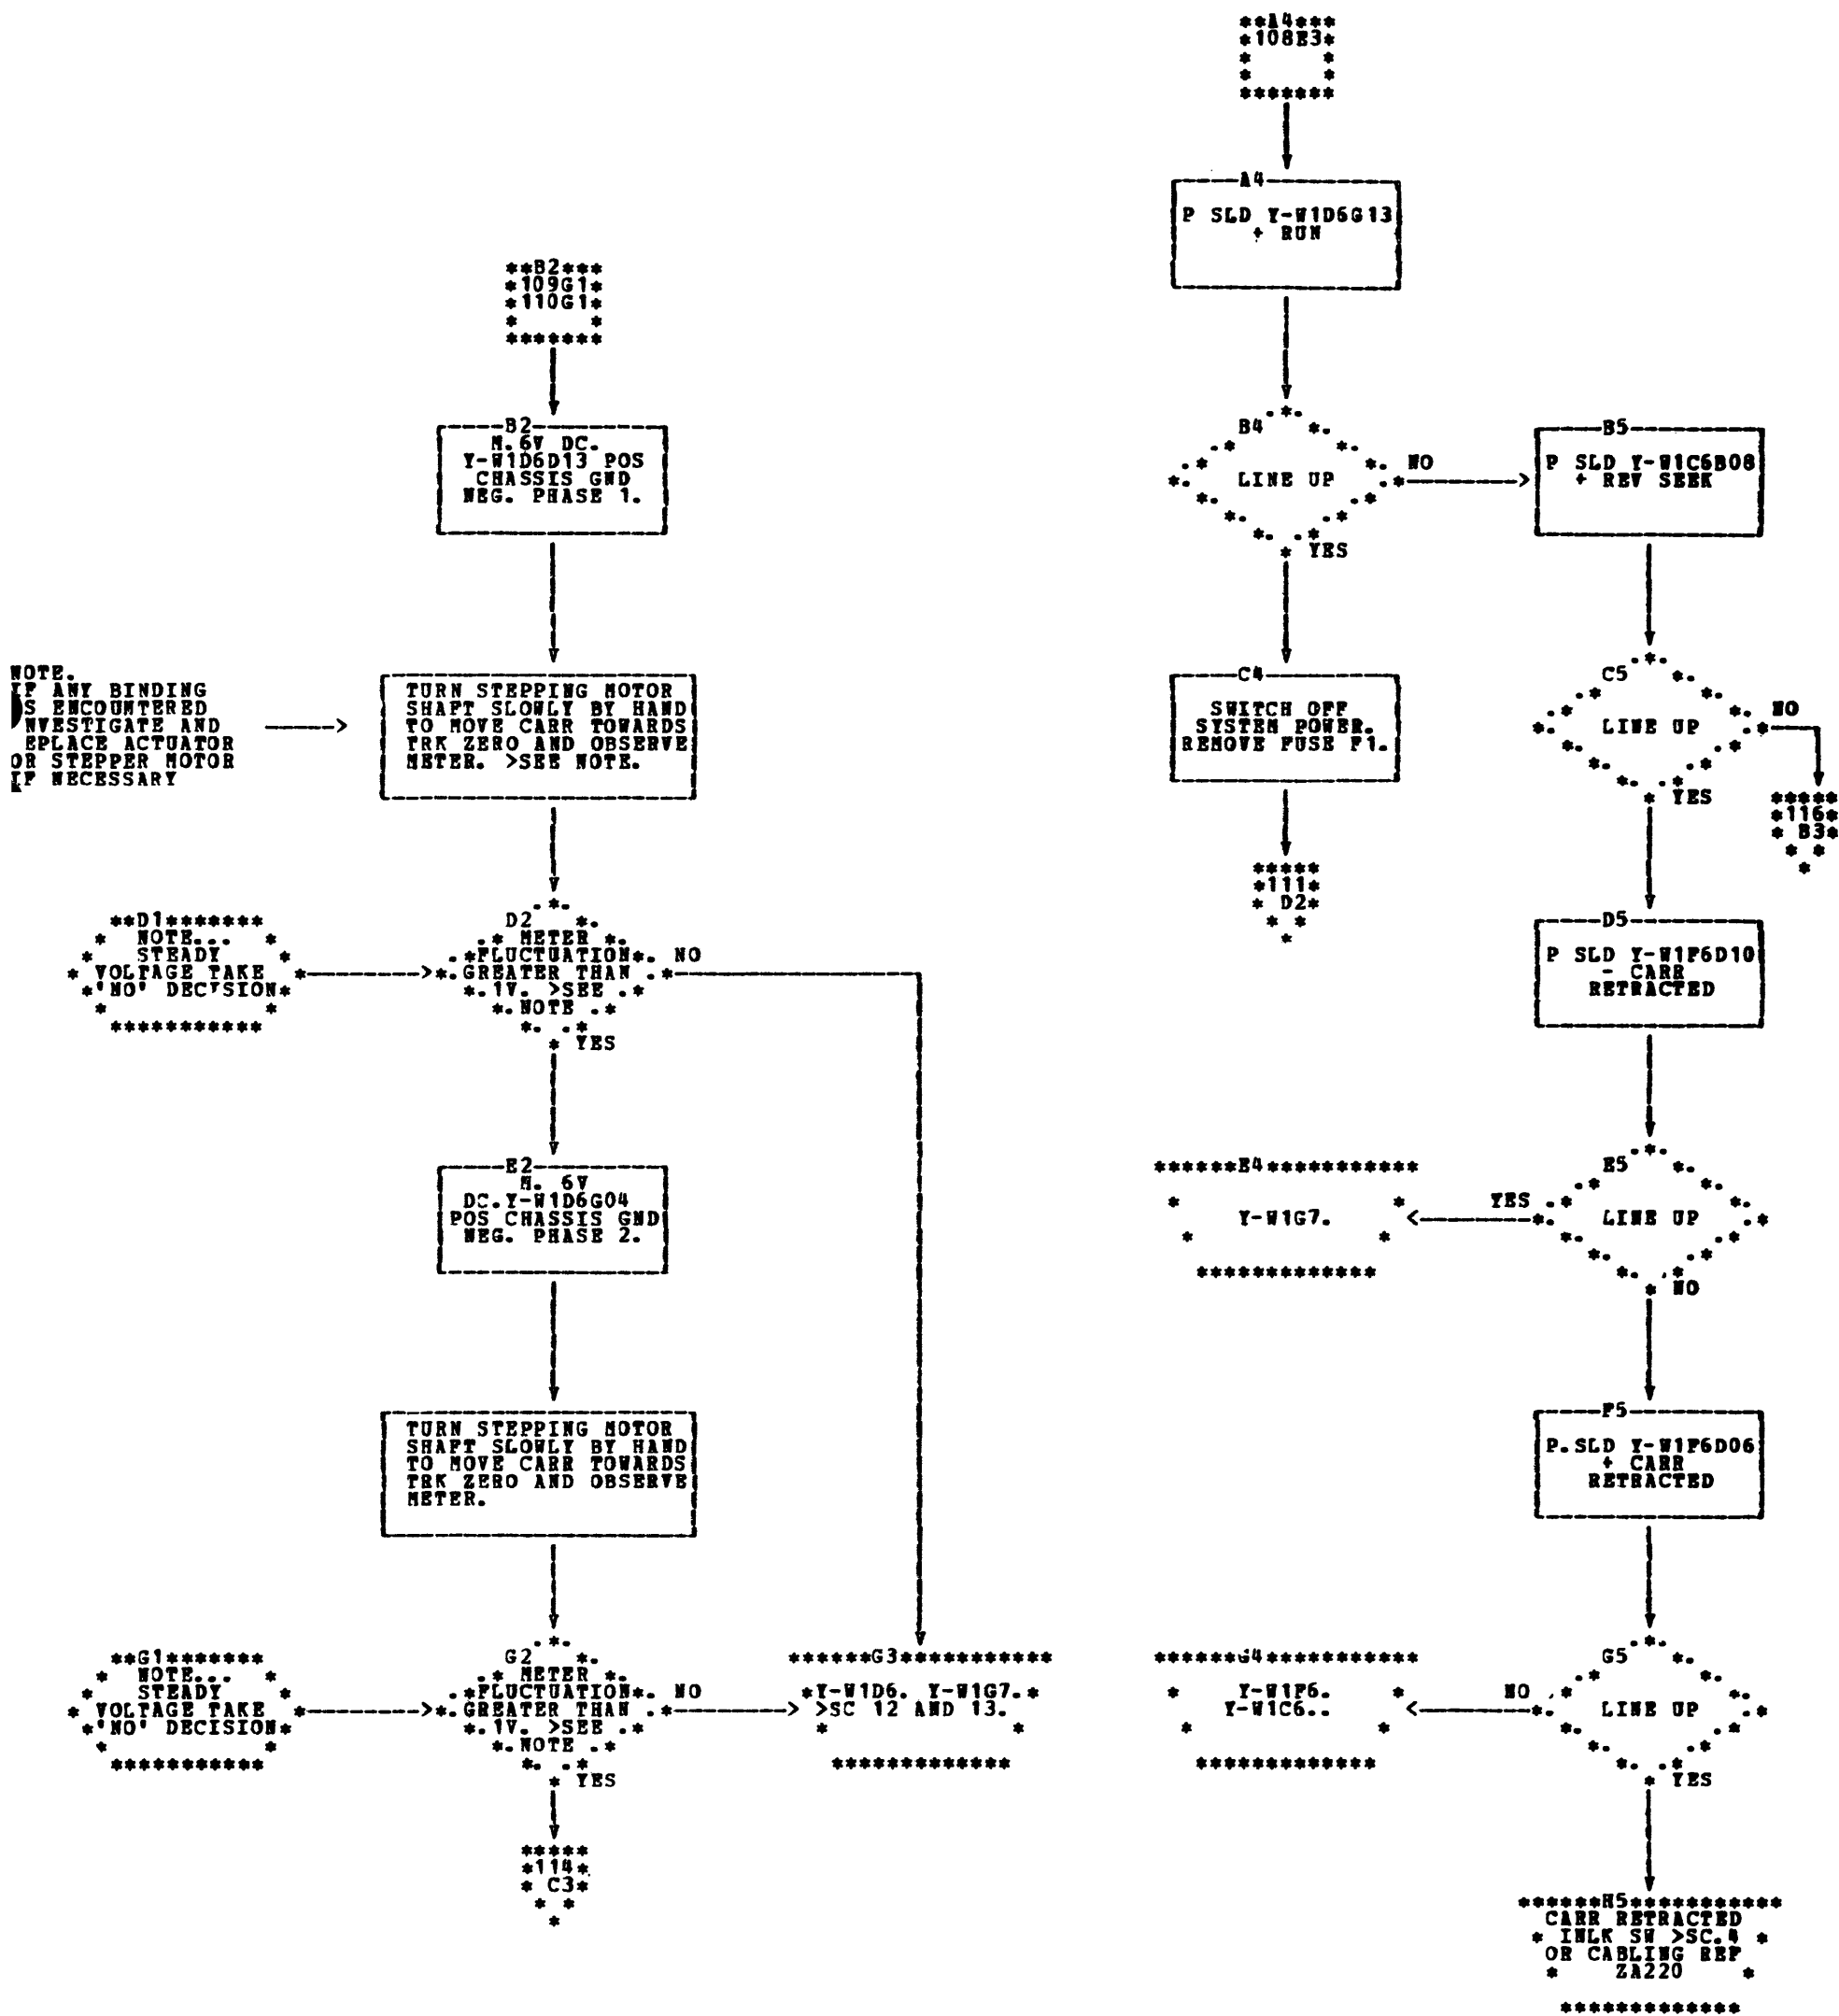 **A4***
*108E3*
A4
P SLD Y-W1D6G13
+ RUN
**B2***
*109G1*
*110G1*
B2
M.6V DC.
Y-W1D6D13 POS
CHASSIS GND
NEG. PHASE 1.
B4
LINE UP
NO
YES
B5
P SLD Y-W1C6B08
+ REV SEEK
NOTE.
IF ANY BINDING
S ENCOUNTERED
NVESTIGATE AND
EPLACE ACTUATOR
OR STEPPER MOTOR
IF NECESSARY
TURN STEPPING MOTOR
SHAFT SLOWLY BY HAND
TO MOVE CARR TOWARDS
TRK ZERO AND OBSERVE
METER. >SEE NOTE.
C4
SWITCH OFF
SYSTEM POWER.
REMOVE FUSE F1.
C5
LINE UP
NO
YES
*116*
* B3*
*111*
* D2*
**D1*******
NOTE...
STEADY
VOLTAGE TAKE
'NO' DECISION
D2
METER
FLUCTUATION
GREATER THAN
.1V. >SEE
NOTE
NO
YES
D5
P SLD Y-W1F6D10
- CARR
RETRACTED
E2
M. 6V
DC.Y-W1D6G04
POS CHASSIS GND
NEG. PHASE 2.
******E4***********
Y-W1G7.
E5
YES
LINE UP
NO
TURN STEPPING MOTOR
SHAFT SLOWLY BY HAND
TO MOVE CARR TOWARDS
TRK ZERO AND OBSERVE
METER.
F5
P.SLD Y-W1F6D06
+ CARR
RETRACTED
**G1*******
NOTE...
STEADY
VOLTAGE TAKE
'NO' DECISION
G2
METER
FLUCTUATION
GREATER THAN
.1V. >SEE
NOTE
NO
YES
******G3***********
*Y-W1D6. Y-W1G7.*
>SC 12 AND 13.
******G4***********
Y-W1F6.
Y-W1C6..
G5
NO
LINE UP
YES
*114*
* C3*
******H5***********
CARR RETRACTED
* INLK SW >SC.4 *
OR CABLING REF
* ZA220 *